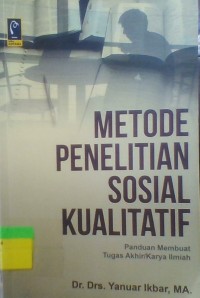 METODE
PENELITIAN
SOSIAL
KUALITATIF
Panduan Membuat
Tugas Akhir/Karya Ilmiah
Dr. Drs. Yanuar Ikbar, MA.